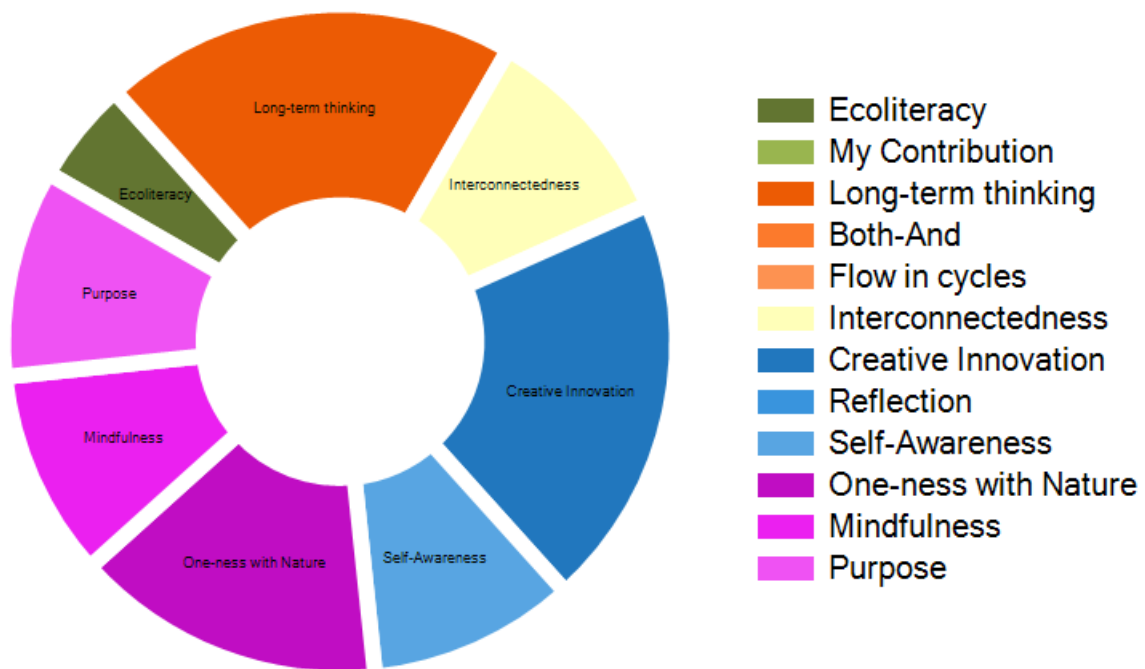 Long-term thinking
Interconnectedness
Ecoliteracy
Purpose
Creative Innovation
Mindfulness
Self-Awareness
One-ness with Nature
Ecoliteracy
My Contribution
Long-term thinking
Both-And
Flow in cycles
Interconnectedness
Creative Innovation
Reflection
Self-Awareness
One-ness with Nature
Mindfulness
Purpose